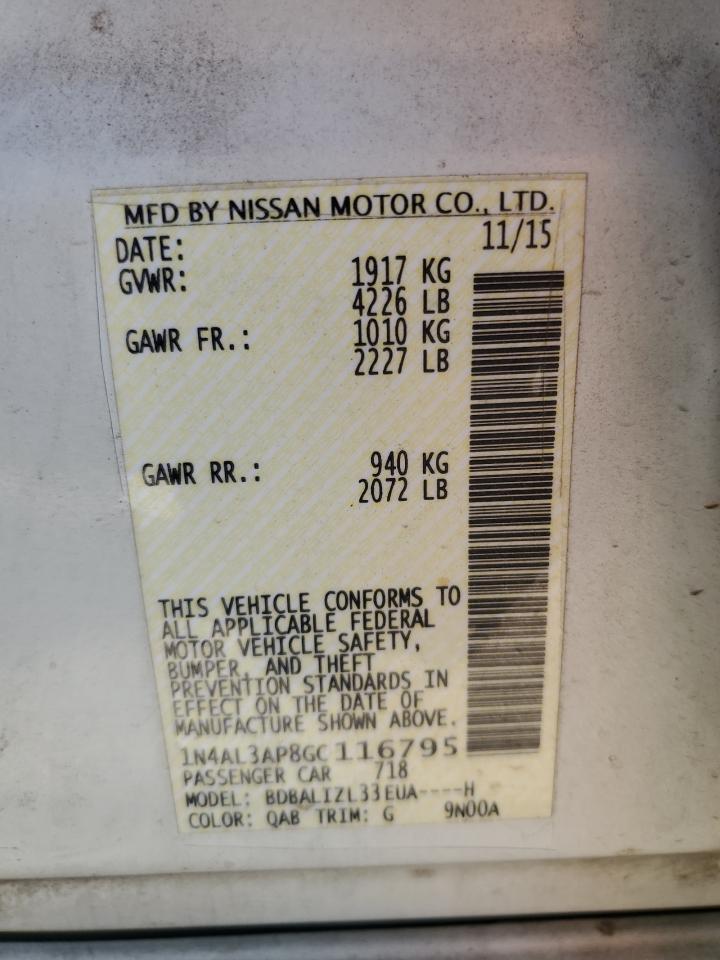 MFD BY NISSAN MOTOR CO., LTD.
DATE: 11/15
GVWR: 1917 KG
4226 LB
GAWR FR.: 1010 KG
2227 LB
GAWR RR.: 940 KG
2072 LB
THIS VEHICLE CONFORMS TO
ALL APPLICABLE FEDERAL
MOTOR VEHICLE SAFETY,
BUMPER, AND THEFT
PREVENTION STANDARDS IN
EFFECT ON THE DATE OF
MANUFACTURE SHOWN ABOVE.
1N4AL3AP8GC116795
PASSENGER CAR 718
MODEL: BDBALIZL33EUA----H
COLOR: QAB TRIM: G 9N00A